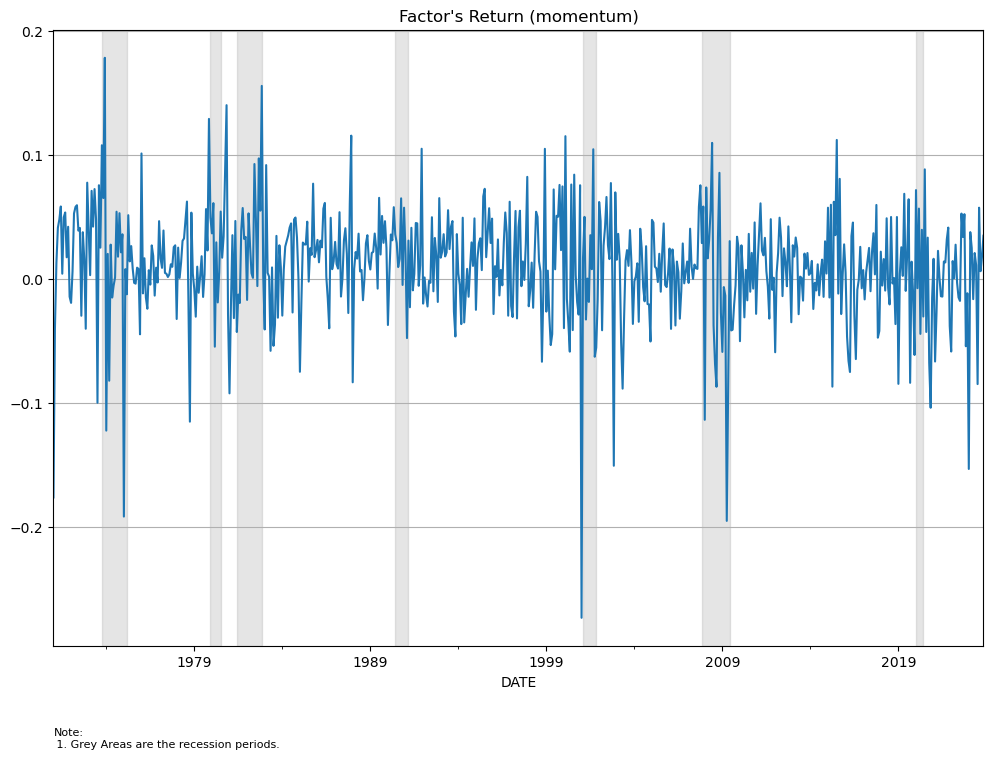 Factor's Return (momentum)
0.2
0.1
0.0
−0.1
−0.2
1979 1989 1999 2009 2019
DATE
Note:
1. Grey Areas are the recession periods.